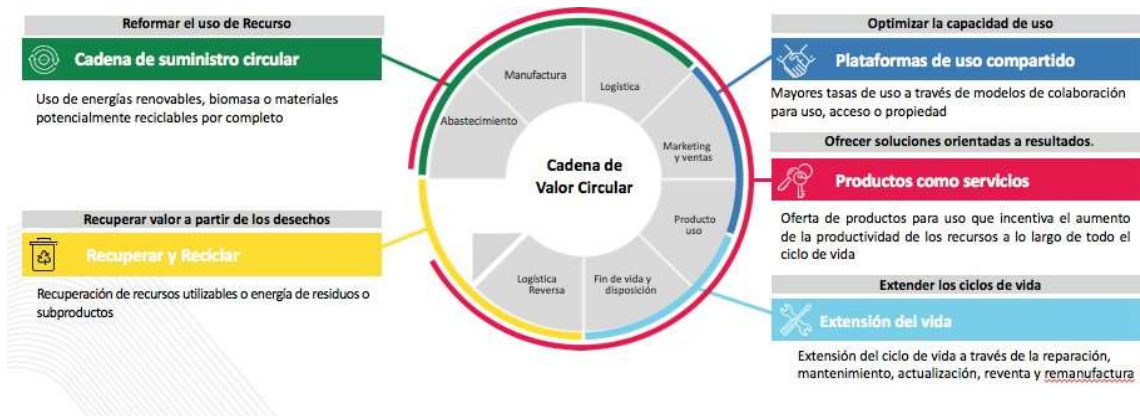 Reformar el uso de Recurso
Cadena de suministro circular
Uso de energías renovables, biomasa o materiales
potencialmente reciclables por completo
Recuperar valor a partir de los desechos
Recuperar y Reciclar
Recuperación de recursos utilizables o energía de residuos o
subproductos
Manufactura
Logística
Abastecimiento
Marketing
y ventas
Cadena de
Valor Circular
Producto
uso
Logística
Reversa
Fin de vida y
disposición
Optimizar la capacidad de uso
Plataformas de uso compartido
Mayores tasas de uso a través de modelos de colaboración
para uso, acceso o propiedad
Ofrecer soluciones orientadas a resultados.
Productos como servicios
Oferta de productos para uso que incentiva el aumento
de la productividad de los recursos a lo largo de todo el
ciclo de vida
Extender los ciclos de vida
Extensión del vida
Extensión del ciclo de vida a través de la reparación,
mantenimiento, actualización, reventa y remanufactura